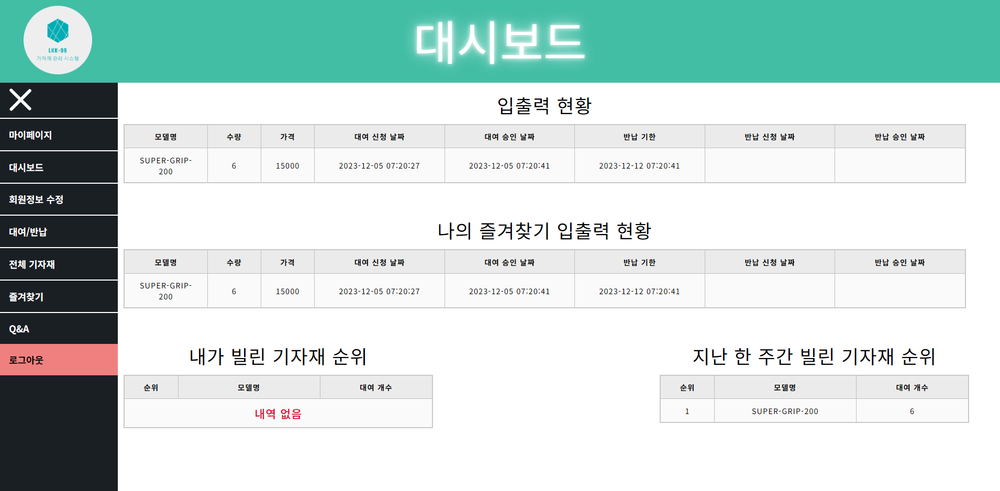 LKK-99
기자재 관리 시스템
대시보드
마이페이지
대시보드
회원정보 수정
대여/반납
전체 기자재
즐겨찾기
Q&A
로그아웃
입출력 현황
모델명 수량 가격 대여 신청 날짜 대여 승인 날짜 반납 기한 반납 신청 날짜 반납 승인 날짜
SUPER-GRIP-
200 6 15000 2023-12-05 07:20:27 2023-12-05 07:20:41 2023-12-12 07:20:41
나의 즐겨찾기 입출력 현황
모델명 수량 가격 대여 신청 날짜 대여 승인 날짜 반납 기한 반납 신청 날짜 반납 승인 날짜
SUPER-GRIP-
200 6 15000 2023-12-05 07:20:27 2023-12-05 07:20:41 2023-12-12 07:20:41
내가 빌린 기자재 순위
순위 모델명 대여 개수
내역 없음
지난 한 주간 빌린 기자재 순위
순위 모델명 대여 개수
1 SUPER-GRIP-200 6